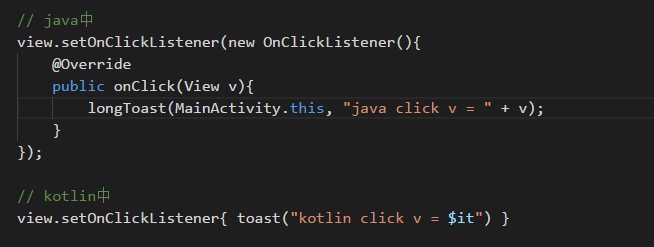 // java中
view.setOnClickListener(new OnClickListener(){
@Override
public onClick(View v){
longToast(MainActivity.this, "java click v = " + v);
}
});
// kotlin中
view.setOnClickListener{ toast("kotlin click v = $it") }